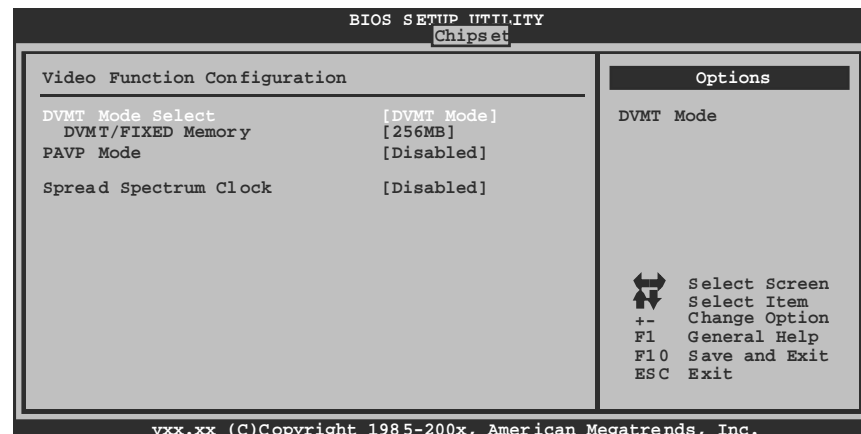 BIOS SETUP UTILITY
Chipset
Video Function Configuration
DVMT Mode Select [DVMT Mode]
DVMT/FIXED Memory [256MB]
PAVP Mode [Disabled]
Spread Spectrum Clock [Disabled]
Options
DVMT Mode
Select Screen
Select Item
+- Change Option
F1 General Help
F10 Save and Exit
ESC Exit
vxx.xx (C)Copyright 1985-200x, American Megatrends, Inc.